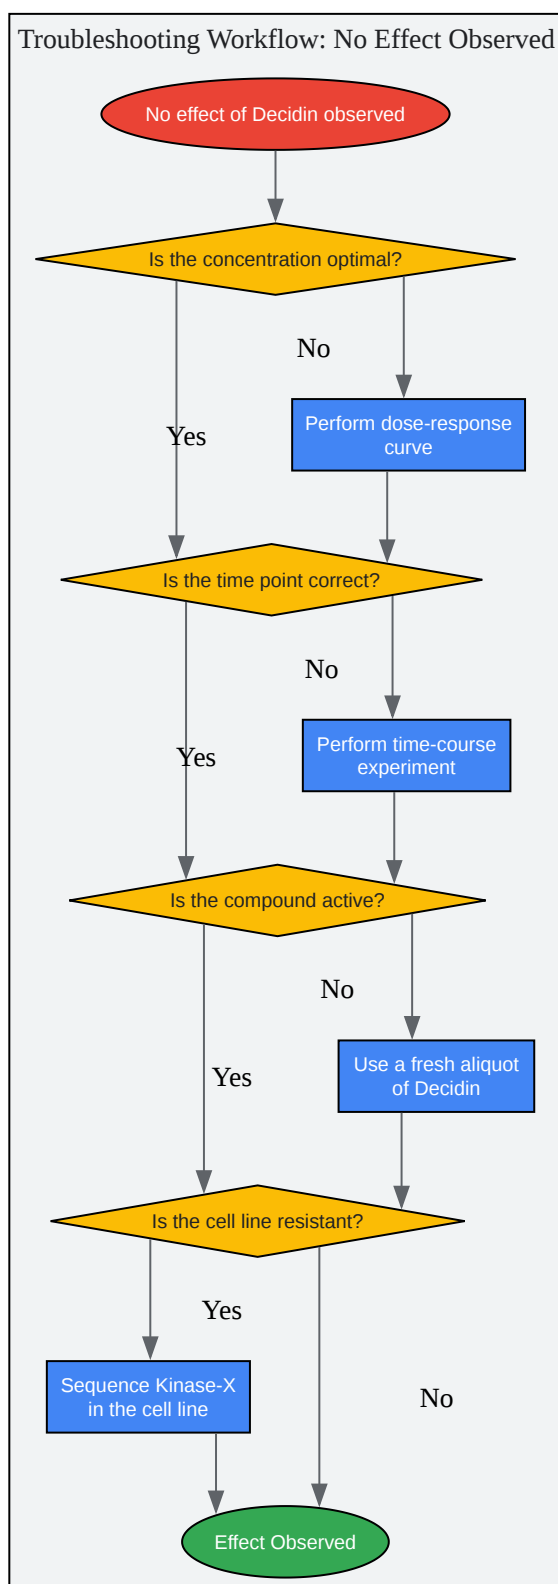 Troubleshooting Workflow: No Effect Observed
No effect of Decidin observed
Is the concentration optimal?
No
Perform dose-response
curve
Yes
Is the time point correct?
No
Perform time-course
experiment
Yes
Is the compound active?
No
Use a fresh aliquot
of Decidin
Yes
Is the cell line resistant?
Yes
Sequence Kinase-X
in the cell line
No
Effect Observed